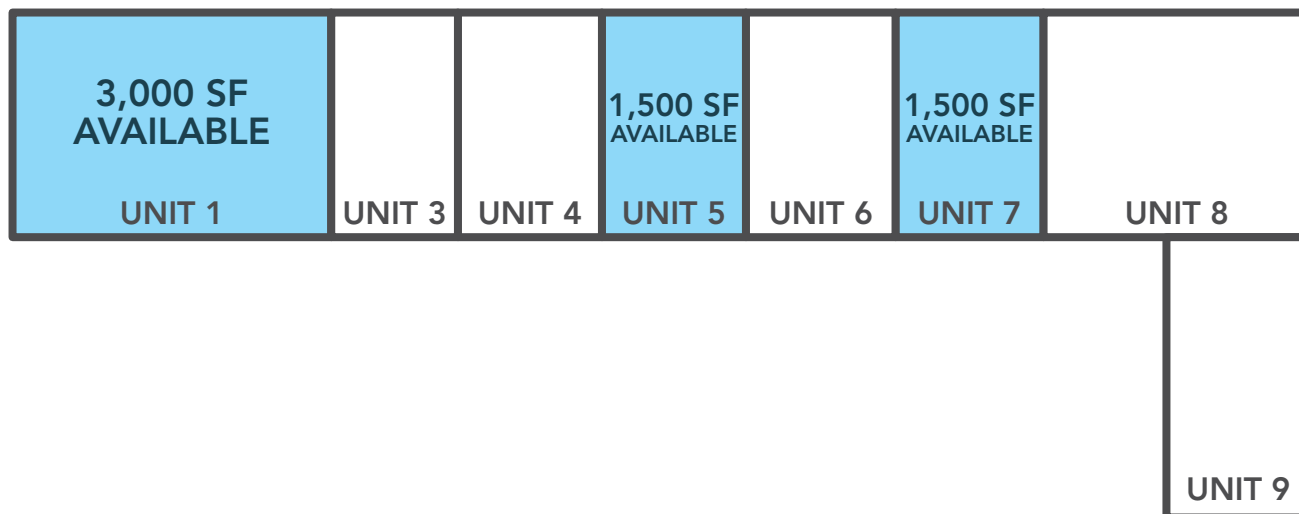 3,000 SF
AVAILABLE
UNIT 1
UNIT 3
UNIT 4
1,500 SF
AVAILABLE
UNIT 5
UNIT 6
1,500 SF
AVAILABLE
UNIT 7
UNIT 8
UNIT 9